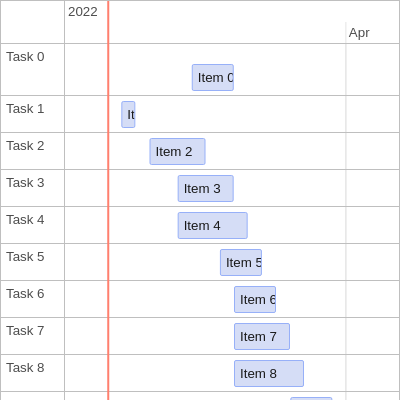 2022
Apr
Task 0
Item 0
Task 1
It
Task 2
Item 2
Task 3
Item 3
Task 4
Item 4
Task 5
Item 5
Task 6
Item 6
Task 7
Item 7
Task 8
Item 8